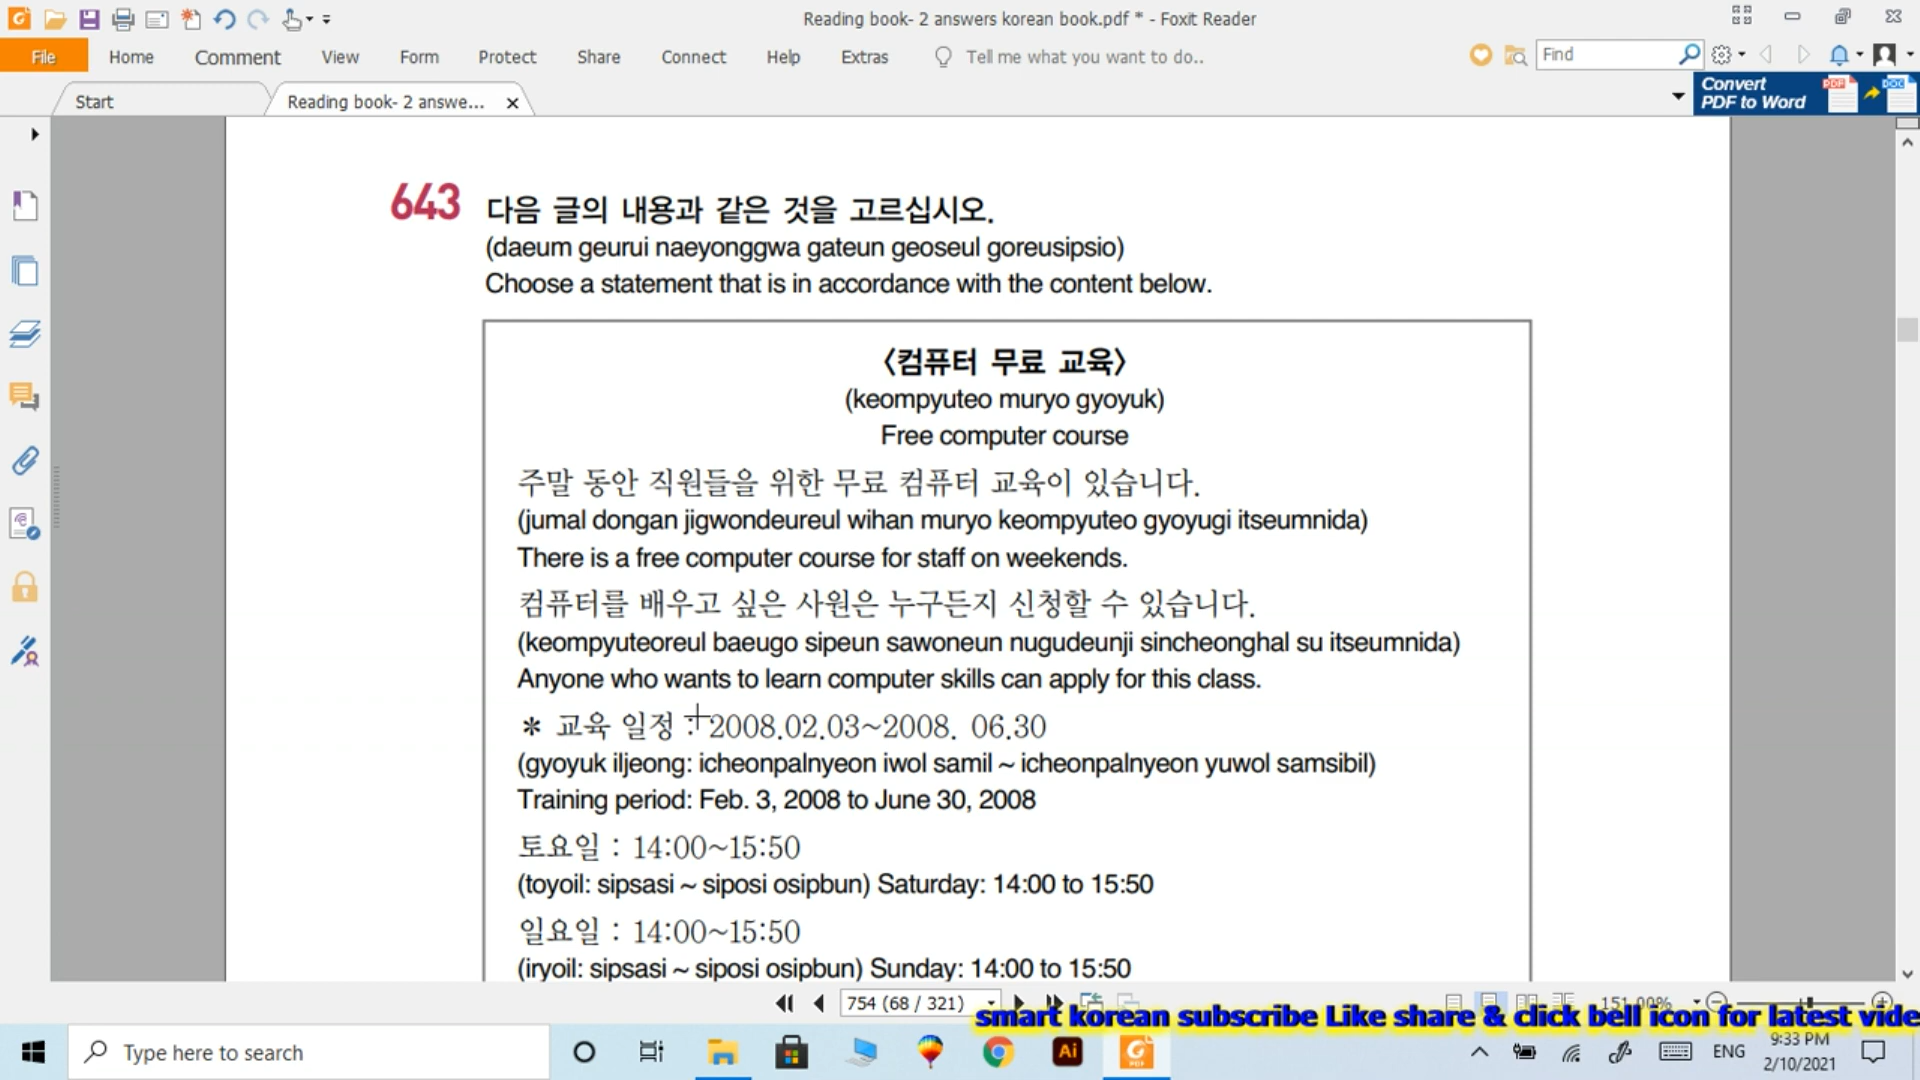 Reading book- 2 answers korean book.pdf * - Foxit Reader
File Home Comment View Form Protect Share Connect Help Extras Tell me what you want to do.. Find
Start Reading book- 2 answe... Convert PDF to Word PDF DOC
643 다음 글의 내용과 같은 것을 고르십시오.
(daeum geurui naeyonggwa gateun geoseul goreusipsio)
Choose a statement that is in accordance with the content below.
〈컴퓨터 무료 교육〉
(keompyuteo muryo gyoyuk)
Free computer course
주말 동안 직원들을 위한 무료 컴퓨터 교육이 있습니다.
(jumal dongan jigwondeureul wihan muryo keompyuteo gyoyugi itseumnida)
There is a free computer course for staff on weekends.
컴퓨터를 배우고 싶은 사원은 누구든지 신청할 수 있습니다.
(keompyuteoreul baeugo sipeun sawoneun nugudeunji sincheonghal su itseumnida)
Anyone who wants to learn computer skills can apply for this class.
* 교육 일정 : 2008.02.03~2008. 06.30
(gyoyuk iljeong: icheonpalnyeon iwol samil ~ icheonpalnyeon yuwol samsibil)
Training period: Feb. 3, 2008 to June 30, 2008
토요일 : 14:00~15:50
(toyoil: sipsasi ~ siposi osipbun) Saturday: 14:00 to 15:50
일요일 : 14:00~15:50
(iryoil: sipsasi ~ siposi osipbun) Sunday: 14:00 to 15:50
754 (68 / 321) 151.00%
smart korean subscribe Like share & click bell icon for latest vide
Type here to search Ai PDF ENG 9:33 PM
2/10/2021